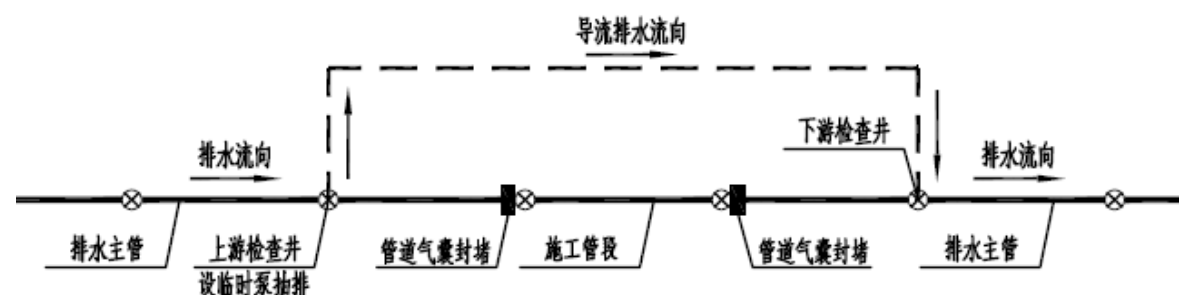 导流排水流向
下游检查井
排水流向
排水流向
排水主管
上游检查井
设临时泵抽排
管道气囊封堵
施工管段
管道气囊封堵
排水主管